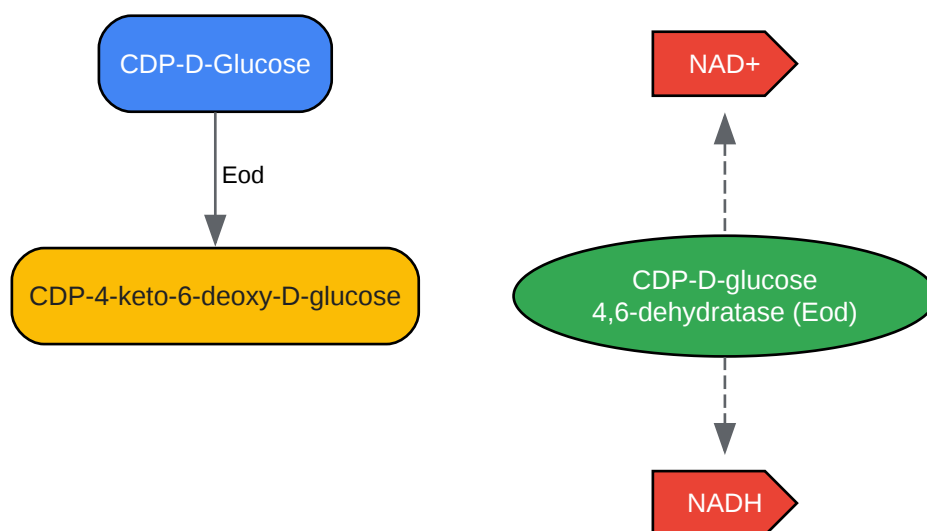 CDP-D-Glucose
Eod
CDP-4-keto-6-deoxy-D-glucose
NAD+
CDP-D-glucose
4,6-dehydratase (Eod)
NADH